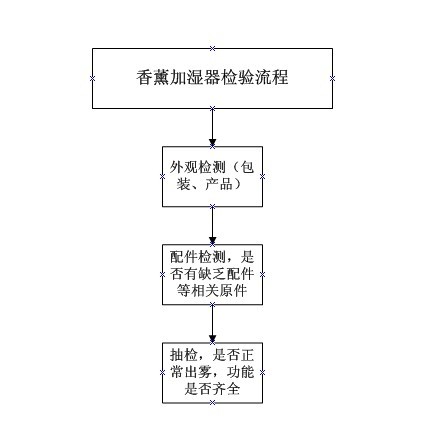 香薰加湿器检验流程
外观检测（包
装、产品）
配件检测，是
否有缺乏配件
等相关原件
抽检，是否正
常出雾，功能
是否齐全